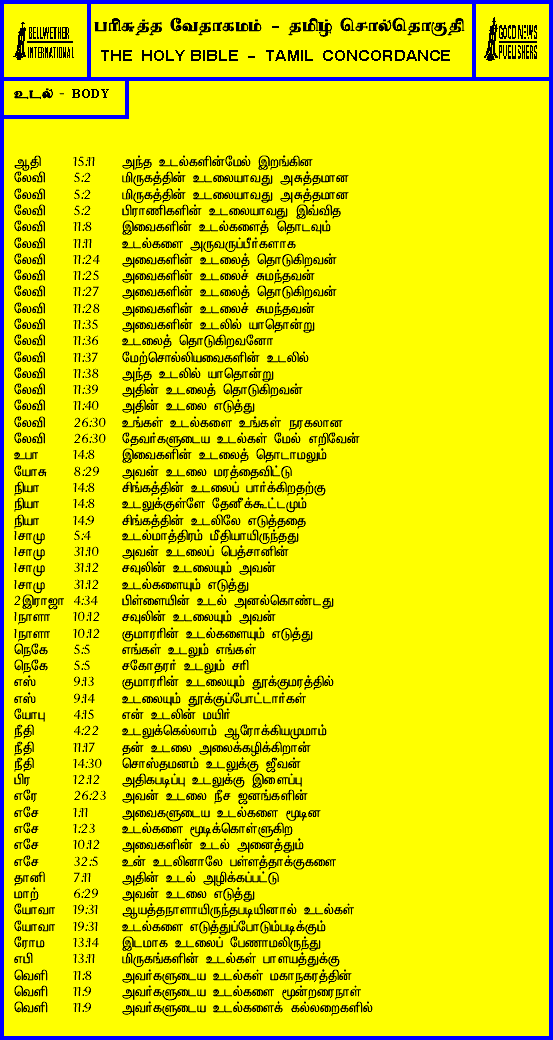 BELLWETHER
INTERNATIONAL
பரிசுத்த வேதாகமம் - தமிழ் சொல்தொகுதி
THE HOLY BIBLE - TAMIL CONCORDANCE
GOOD NEWS
PUBLISHERS
உடல் - BODY
ஆதி 15:11 அந்த உடல்களின்மேல் இறங்கின
லேவி 5:2 மிருகத்தின் உடலையாவது அசுத்தமான
லேவி 5:2 மிருகத்தின் உடலையாவது அசுத்தமான
லேவி 5:2 பிராணிகளின் உடலையாவது இவ்வித
லேவி 11:8 இவைகளின் உடல்களைத் தொடவும்
லேவி 11:11 உடல்களை அருவருப்பீர்களாக
லேவி 11:24 அவைகளின் உடலைத் தொடுகிறவன்
லேவி 11:25 அவைகளின் உடலைச் சுமந்தவன்
லேவி 11:27 அவைகளின் உடலைத் தொடுகிறவன்
லேவி 11:28 அவைகளின் உடலைச் சுமந்தவன்
லேவி 11:35 அவைகளின் உடலில் யாதொன்று
லேவி 11:36 உடலைத் தொடுகிறவனோ
லேவி 11:37 மேற்சொல்லியவைகளின் உடலில்
லேவி 11:38 அந்த உடலில் யாதொன்று
லேவி 11:39 அதின் உடலைத் தொடுகிறவன்
லேவி 11:40 அதின் உடலை எடுத்து
லேவி 26:30 உங்கள் உடல்களை உங்கள் நரகலான
லேவி 26:30 தேவர்களுடைய உடல்கள் மேல் எறிவேன்
உபா 14:8 இவைகளின் உடலைத் தொடாமலும்
யோசு 8:29 அவன் உடலை மரத்தைவிட்டு
நியா 14:8 சிங்கத்தின் உடலைப் பார்க்கிறதற்கு
நியா 14:8 உடலுக்குள்ளே தேனீக்கூட்டமும்
நியா 14:9 சிங்கத்தின் உடலிலே எடுத்ததை
1சாமு 5:4 உடல்மாத்திரம் மீதியாயிருந்தது
1சாமு 31:10 அவன் உடலைப் பெத்சானின்
1சாமு 31:12 சவுலின் உடலையும் அவன்
1சாமு 31:12 உடல்களையும் எடுத்து
2இராஜா 4:34 பிள்ளையின் உடல் அனல்கொண்டது
1நாளா 10:12 சவுலின் உடலையும் அவன்
1நாளா 10:12 குமாரரின் உடல்களையும் எடுத்து
நெகே 5:5 எங்கள் உடலும் எங்கள்
நெகே 5:5 சகோதரர் உடலும் சரி
எஸ் 9:13 குமாரரின் உடலையும் தூக்குமரத்தில்
எஸ் 9:14 உடலையும் தூக்குப்போட்டார்கள்
யோபு 4:15 என் உடலின் மயிர்
நீதி 4:22 உடலுக்கெல்லாம் ஆரோக்கியமுமாம்
நீதி 11:17 தன் உடலை அலைக்கழிக்கிறான்
நீதி 14:30 சொஸ்தமனம் உடலுக்கு ஜீவன்
பிர 12:12 அதிகபடிப்பு உடலுக்கு இளைப்பு
எரே 26:23 அவன் உடலை நீச ஜனங்களின்
எசே 1:11 அவைகளுடைய உடல்களை மூடின
எசே 1:23 உடல்களை மூடிக்கொள்ளுகிற
எசே 10:12 அவைகளின் உடல் அனைத்தும்
எசே 32:5 உன் உடலினாலே பள்ளத்தாக்குகளை
தானி 7:11 அதின் உடல் அழிக்கப்பட்டு
மாற் 6:29 அவன் உடலை எடுத்து
யோவா 19:31 ஆயத்தநாளாயிருந்தபடியினால் உடல்கள்
யோவா 19:31 உடல்களை எடுத்துப்போடும்படிக்கும்
ரோம 13:14 இடமாக உடலைப் பேணாமலிருந்து
எபி 13:11 மிருகங்களின் உடல்கள் பாளயத்துக்கு
வெளி 11:8 அவர்களுடைய உடல்கள் மகாநகரத்தின்
வெளி 11:9 அவர்களுடைய உடல்களை மூன்றரைநாள்
வெளி 11:9 அவர்களுடைய உடல்களைக் கல்லறைகளில்